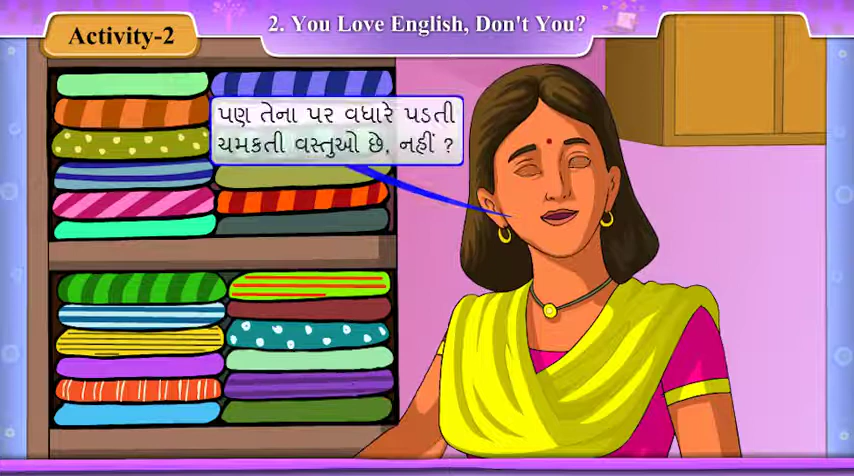 2. You Love English, Don't You?
Activity-2
પણ તેના પર વધારે પડતી
ચમકતી વસ્તુઓ છે, નહીં ?